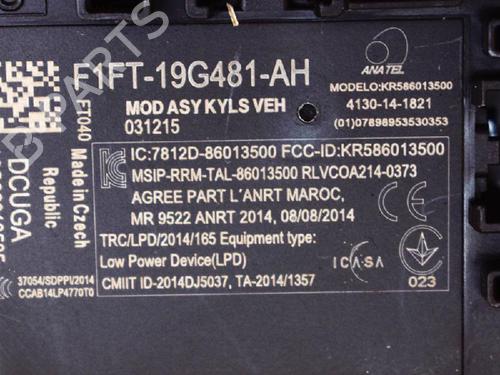 F1FT-19G481-AH
MOD ASY KYLS VEH
031215
ANATEL
MODELO:KR586013500
4130-14-1821
(01)07898953530353
IC:7812D-86013500 FCC-ID:KR586013500
MSIP-RRM-TAL-86013500 RLVCOA214-0373
AGREE PART L'ANRT MAROC,
MR 9522 ANRT 2014, 08/08/2014
TRC/LPD/2014/165 Equipment type:
Low Power Device(LPD)
CMIIT ID-2014DJ5037, TA-2014/1357
ICASA
023
FT040
Made in Czech
Republic
DCUGA
37054/SDPPI/2014
CCAB14LP4770T0
B-PARTS